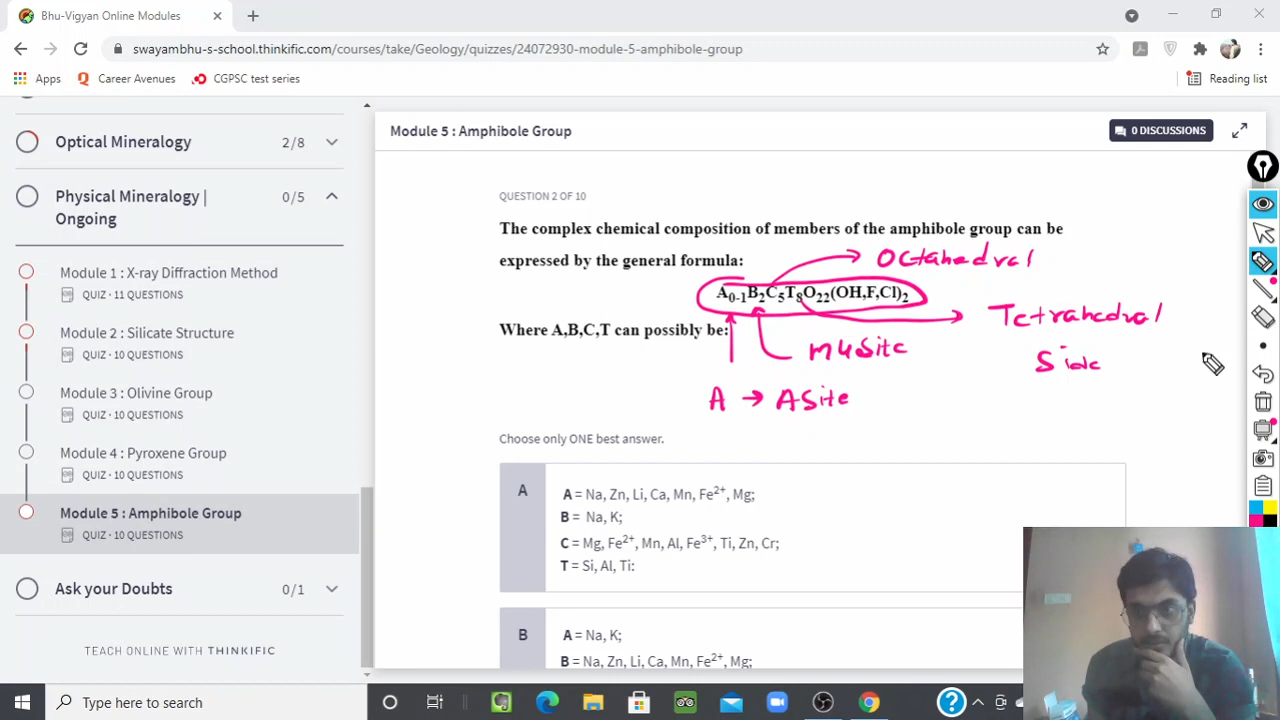 Bhu-Vigyan Online Modules
swayambhu-s-school.thinkific.com/courses/take/Geology/quizzes/24072930-module-5-amphibole-group
Apps
Career Avenues
CGPSC test series
Reading list
Optical Mineralogy
2/8
Physical Mineralogy |
Ongoing
0/5
Module 1 : X-ray Diffraction Method
QUIZ · 11 QUESTIONS
Module 2 : Silicate Structure
QUIZ · 10 QUESTIONS
Module 3 : Olivine Group
QUIZ · 10 QUESTIONS
Module 4 : Pyroxene Group
QUIZ · 10 QUESTIONS
Module 5 : Amphibole Group
QUIZ · 10 QUESTIONS
Ask your Doubts
0/1
TEACH ONLINE WITH THINKIFIC
Module 5 : Amphibole Group
0 DISCUSSIONS
QUESTION 2 OF 10
The complex chemical composition of members of the amphibole group can be
expressed by the general formula:
Octahedral
A0-1B2C5T8O22(OH,F,Cl)2
Tetrahedral
Where A,B,C,T can possibly be:
M4Site
Side
A → ASite
Choose only ONE best answer.
A
A = Na, Zn, Li, Ca, Mn, Fe2+, Mg;
B = Na, K;
C = Mg, Fe2+, Mn, Al, Fe3+, Ti, Zn, Cr;
T = Si, Al, Ti:
B
A = Na, K;
B = Na, Zn, Li, Ca, Mn, Fe2+, Mg;
Type here to search